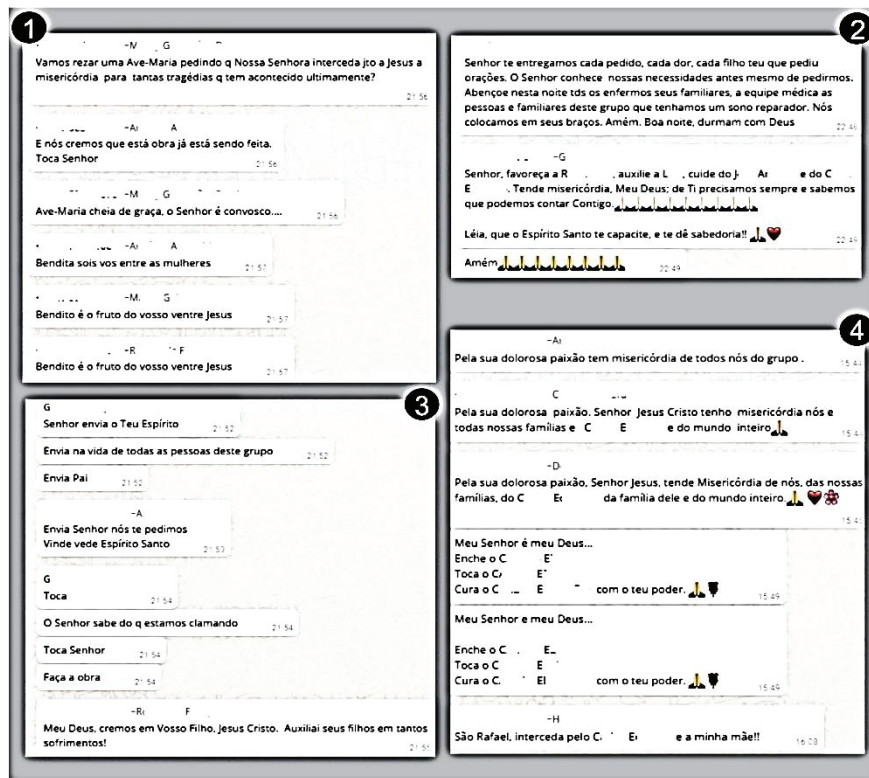 1
-M G
Vamos rezar uma Ave-Maria pedindo q Nossa Senhora interceda jto a Jesus a
misericórdia para tantas tragédias q tem acontecido ultimamente?
21:56
A
E nós cremos que está obra já está sendo feita.
Toca Senhor
21:56
-M G
Ave-Maria cheia de graça, o Senhor é convosco....
21:56
A
Bendita sois vos entre as mulheres
21:57
G
Bendito é o fruto do vosso ventre Jesus
21:57
-R F
Bendito é o fruto do vosso ventre Jesus
21:57
2
Senhor te entregamos cada pedido, cada dor, cada filho teu que pediu
orações. O Senhor conhece nossas necessidades antes mesmo de pedirmos.
Abençoe nesta noite tds os enfermos seus familiares, a equipe médica as
pessoas e familiares deste grupo que tenhamos um sono reparador. Nós
colocamos em seus braços. Amém. Boa noite, durmam com Deus
22:46
-G
Senhor, favoreça a R , auxilie a L , cuide do e do C
E . Tende misericórdia, Meu Deus; de Ti precisamos sempre e sabemos
que podemos contar Contigo.
Léia, que o Espírito Santo te capacite, e te dê sabedoria!!
22:49
Amém
22:49
3
G
Senhor envia o Teu Espírito
21:52
Envia na vida de todas as pessoas deste grupo
21:52
Envia Pai
21:52
-A
Envia Senhor nós te pedimos
Vinde vede Espírito Santo
21:53
G
Toca
21:54
O Senhor sabe do q estamos clamando
21:54
Toca Senhor
21:54
Faça a obra
21:54
F
Meu Deus, cremos em Vosso Filho, Jesus Cristo. Auxiliai seus filhos em tantos
sofrimentos!
4
Pela sua dolorosa paixão tem misericórdia de todos nós do grupo .
C
Pela sua dolorosa paixão. Senhor Jesus Cristo tenho misericórdia nós e
todas nossas famílias e C E e do mundo inteiro
Pela sua dolorosa paixão, Senhor Jesus, tende Misericórdia de nós, das nossas
famílias, do C da família dele e do mundo inteiro.
Meu Senhor é meu Deus...
Enche o C E
Toca o C E
Cura o C E com o teu poder.
15:49
Meu Senhor e meu Deus...
Enche o C E
Toca o C E
Cura o C com o teu poder.
15:49
-H
São Rafael, interceda pelo C e a minha mãe!!
16:08